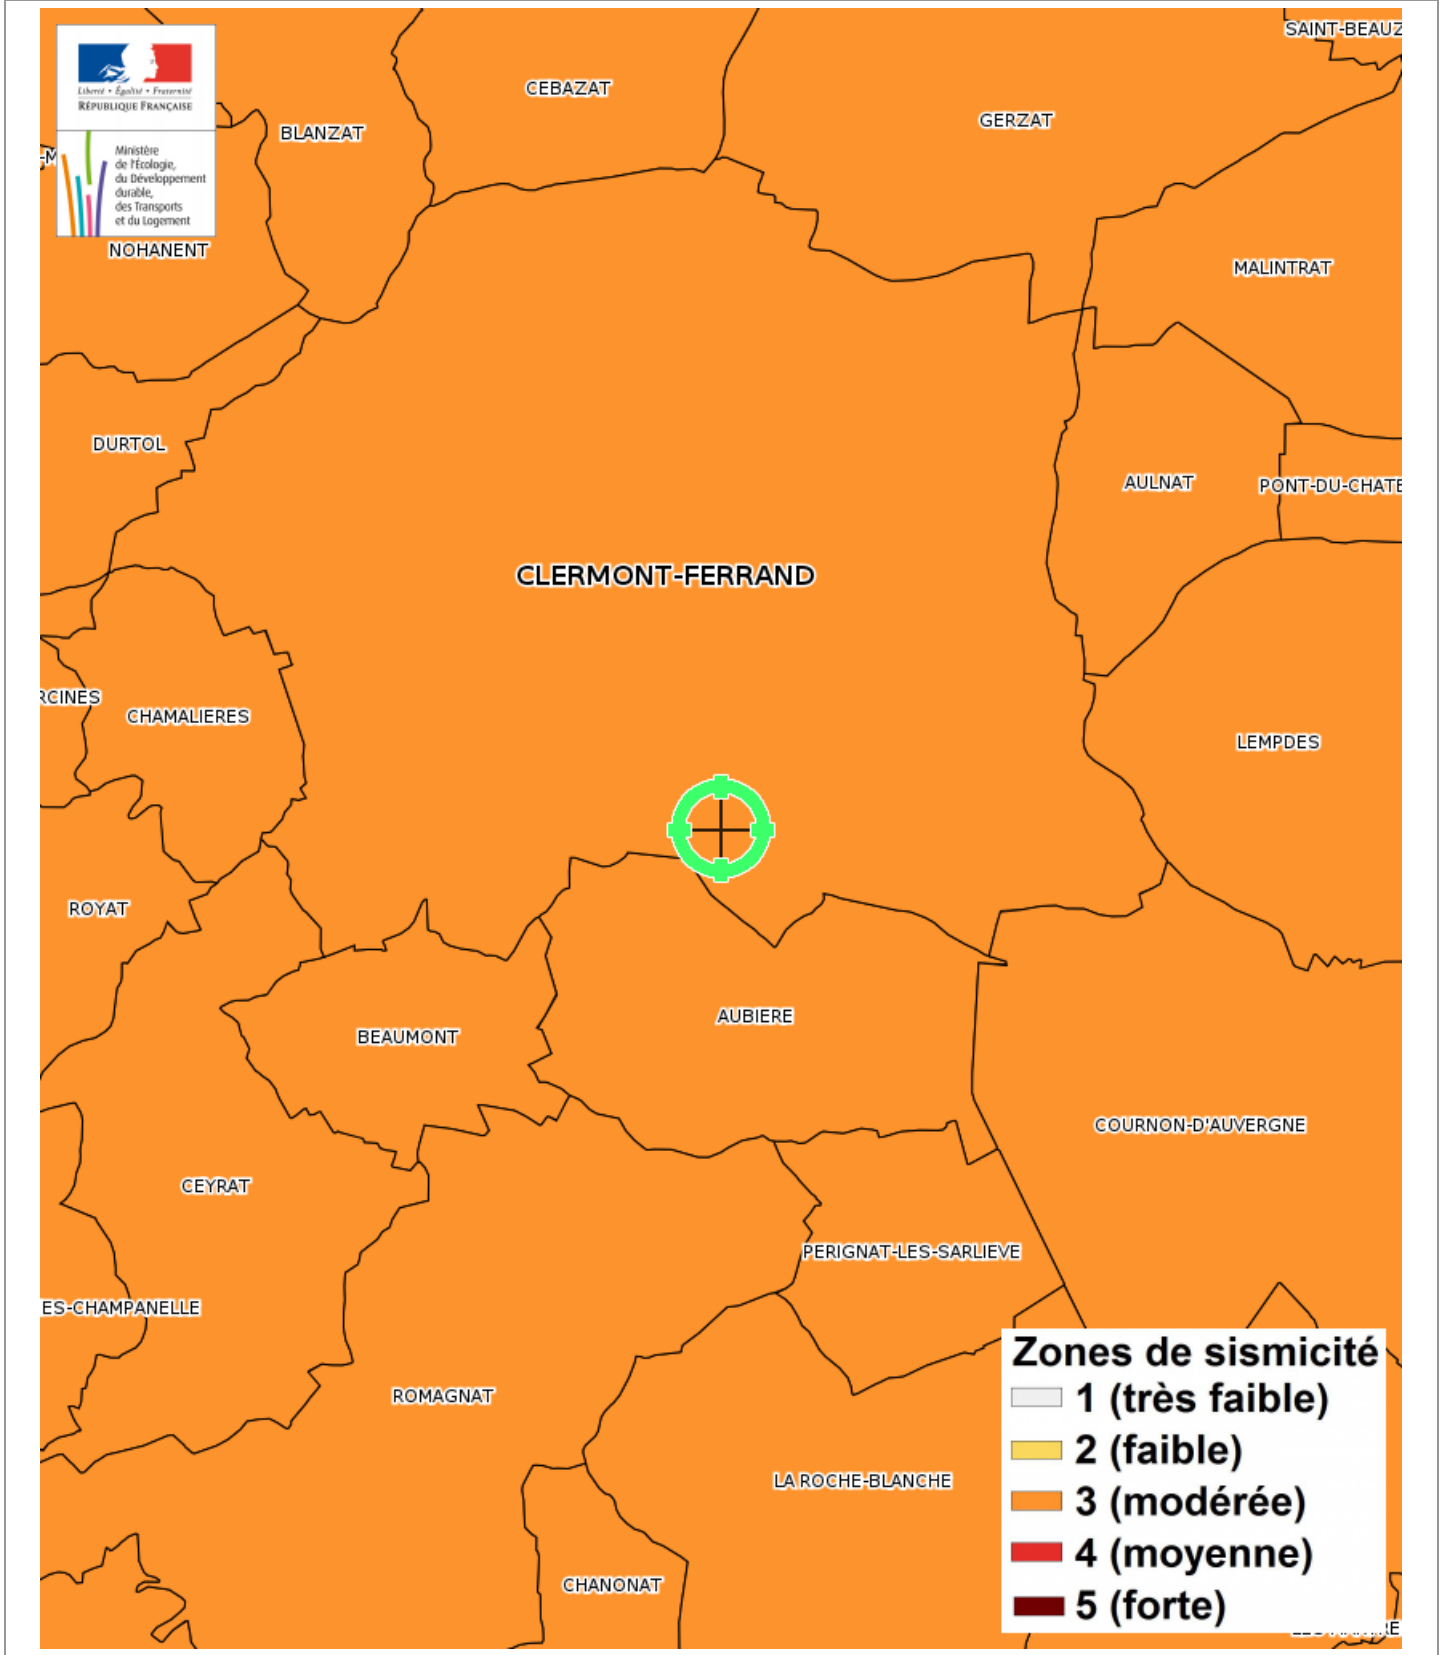 SAINT-BEAUZ
CEBAZAT
GERZAT
BLANZAT
Liberté • Égalité • Fraternité
RÉPUBLIQUE FRANÇAISE
-M
Ministère
de l'Écologie,
du Développement
durable,
des Transports
et du Logement
NOHANENT
MALINTRAT
DURTOL
AULNAT
PONT-DU-CHATE
CLERMONT-FERRAND
RCINES
CHAMALIERES
LEMPDES
ROYAT
AUBIERE
BEAUMONT
COURNON-D'AUVERGNE
CEYRAT
PERIGNAT-LES-SARLIEVE
ES-CHAMPANELLE
ROMAGNAT
LA ROCHE-BLANCHE
CHANONAT
Zones de sismicité
1 (très faible)
2 (faible)
3 (modérée)
4 (moyenne)
5 (forte)